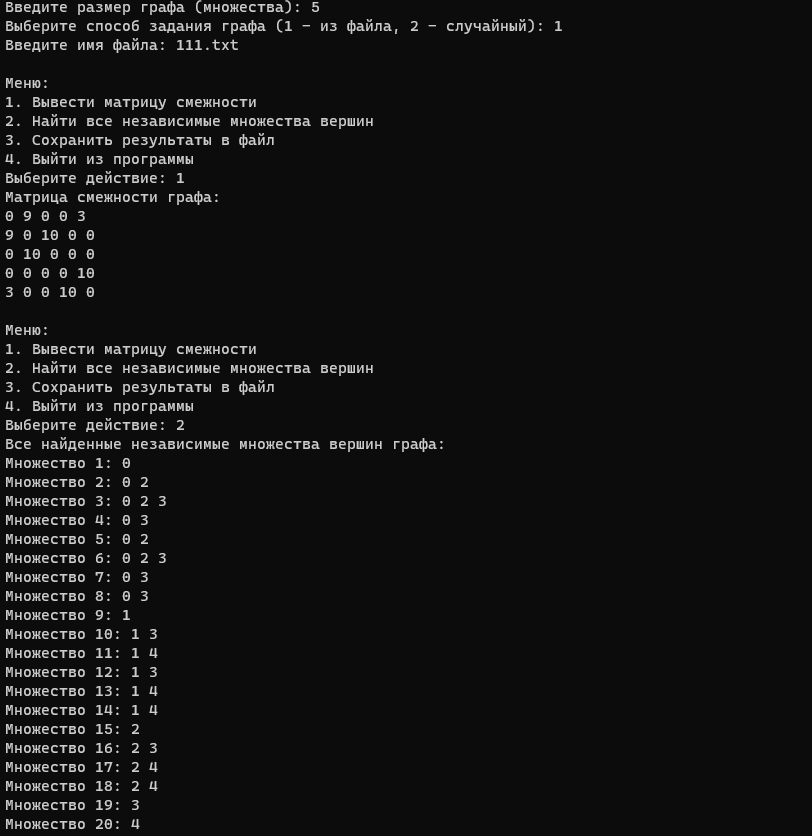 Введите размер графа (множества): 5
Выберите способ задания графа (1 - из файла, 2 - случайный): 1
Введите имя файла: 111.txt
Меню:
1. Вывести матрицу смежности
2. Найти все независимые множества вершин
3. Сохранить результаты в файл
4. Выйти из программы
Выберите действие: 1
Матрица смежности графа:
0 9 0 0 3
9 0 10 0 0
0 10 0 0 0
0 0 0 0 10
3 0 0 10 0
Меню:
1. Вывести матрицу смежности
2. Найти все независимые множества вершин
3. Сохранить результаты в файл
4. Выйти из программы
Выберите действие: 2
Все найденные независимые множества вершин графа:
Множество 1: 0
Множество 2: 0 2
Множество 3: 0 2 3
Множество 4: 0 3
Множество 5: 0 2
Множество 6: 0 2 3
Множество 7: 0 3
Множество 8: 0 3
Множество 9: 1
Множество 10: 1 3
Множество 11: 1 4
Множество 12: 1 3
Множество 13: 1 4
Множество 14: 1 4
Множество 15: 2
Множество 16: 2 3
Множество 17: 2 4
Множество 18: 2 4
Множество 19: 3
Множество 20: 4